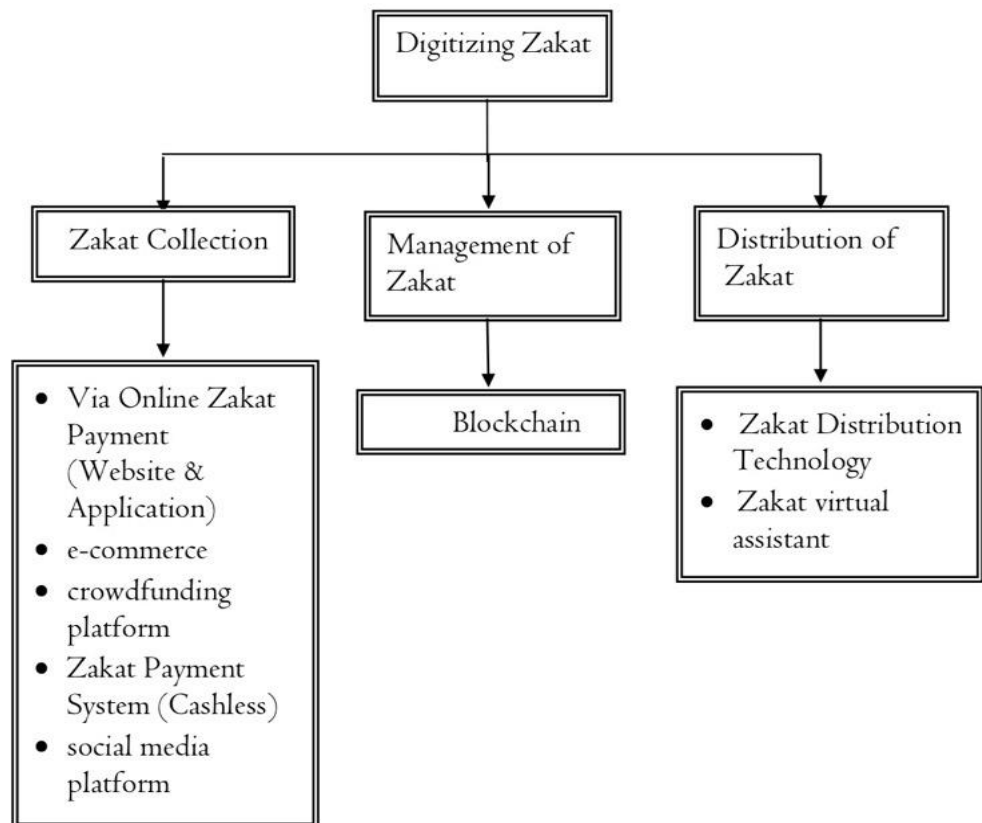 Digitizing Zakat
Zakat Collection
Management of
Zakat
Distribution of
Zakat
• Via Online Zakat
Payment
(Website &
Application)
• e-commerce
• crowdfunding
platform
• Zakat Payment
System (Cashless)
• social media
platform
Blockchain
• Zakat Distribution
Technology
• Zakat virtual
assistant